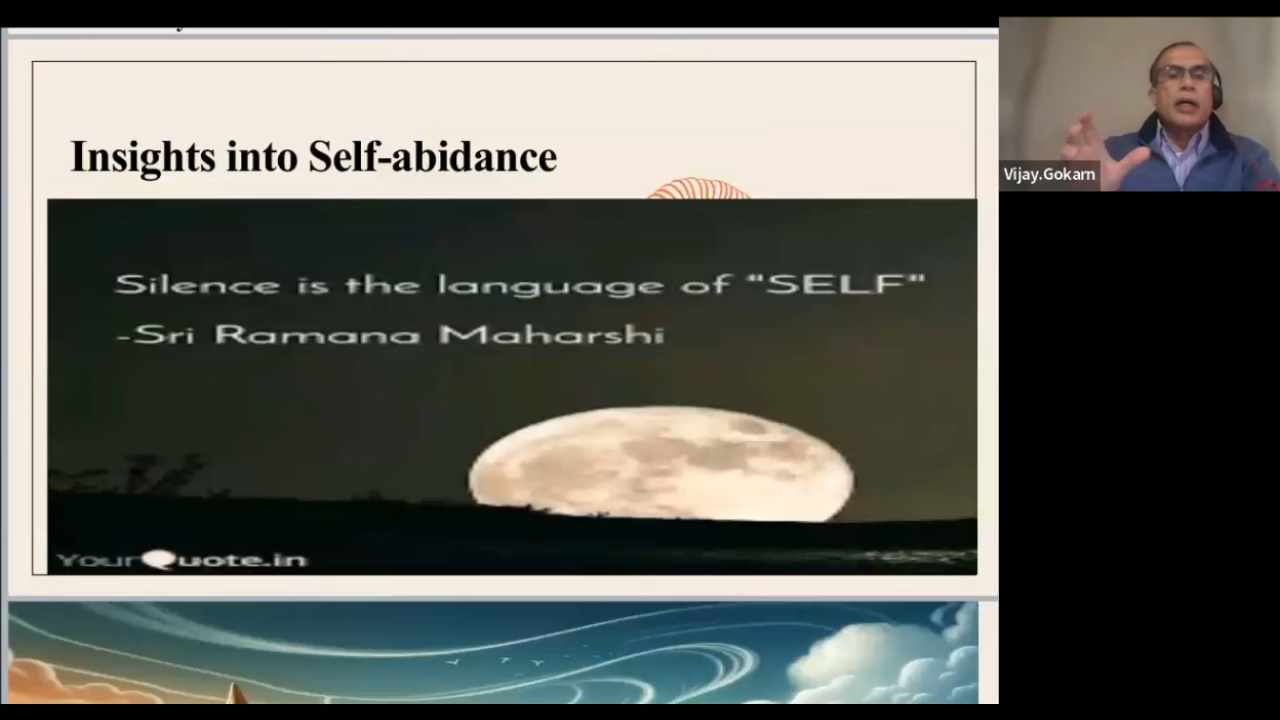 Insights into Self-abidance
Silence is the language of "SELF"
-Sri Ramana Maharshi
YourQuote.in
Vijay.Gokarn